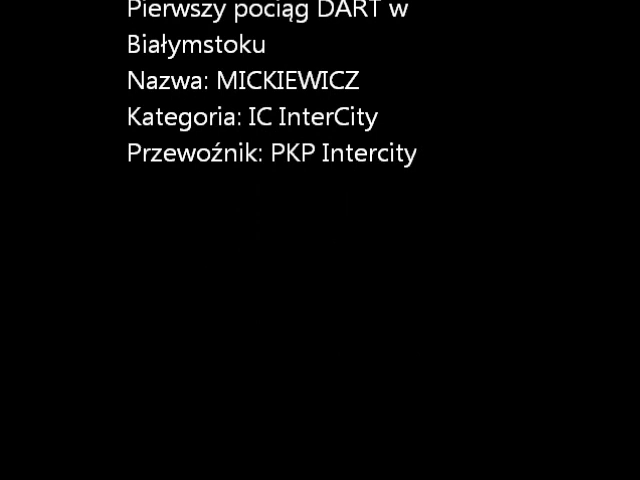 Pierwszy pociąg DART w
Białymstoku
Nazwa: MICKIEWICZ
Kategoria: IC InterCity
Przewoźnik: PKP Intercity